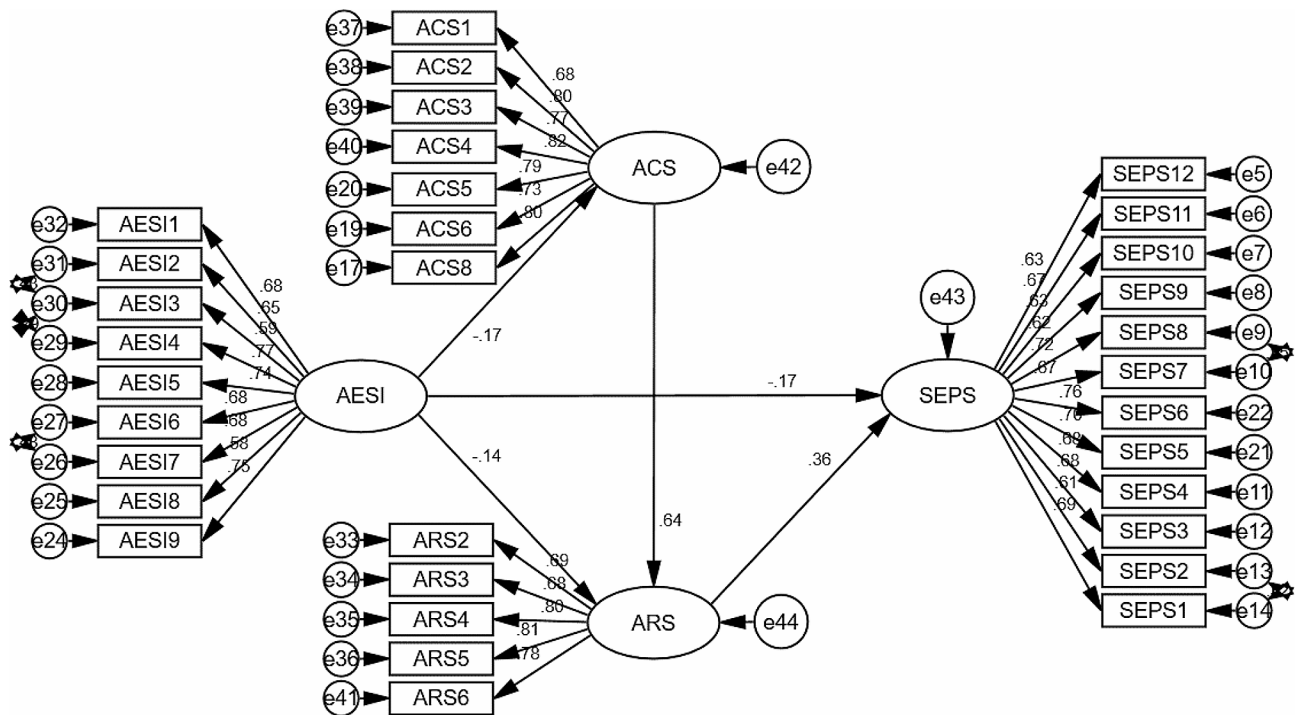 e37 ACS1
e38 ACS2
e39 ACS3
e40 ACS4
e20 ACS5
e19 ACS6
e17 ACS8
.68
.80
.77
.82
.79
.73
.80
ACS
e42
e32 AESI1
e31 AESI2
e30 AESI3
e29 AESI4
e28 AESI5
e27 AESI6
e26 AESI7
e25 AESI8
e24 AESI9
.68
.65
.59
.77
.74
.68
.68
.58
.75
AESI
-.17
-.17
-.14
.64
.36
e33 ARS2
e34 ARS3
e35 ARS4
e36 ARS5
e41 ARS6
.69
.68
.80
.81
.78
ARS
e44
e43
SEPS
.63
.67
.63
.62
.72
.67
.76
.70
.68
.68
.61
.69
SEPS12 e5
SEPS11 e6
SEPS10 e7
SEPS9 e8
SEPS8 e9
SEPS7 e10
SEPS6 e22
SEPS5 e21
SEPS4 e11
SEPS3 e12
SEPS2 e13
SEPS1 e14